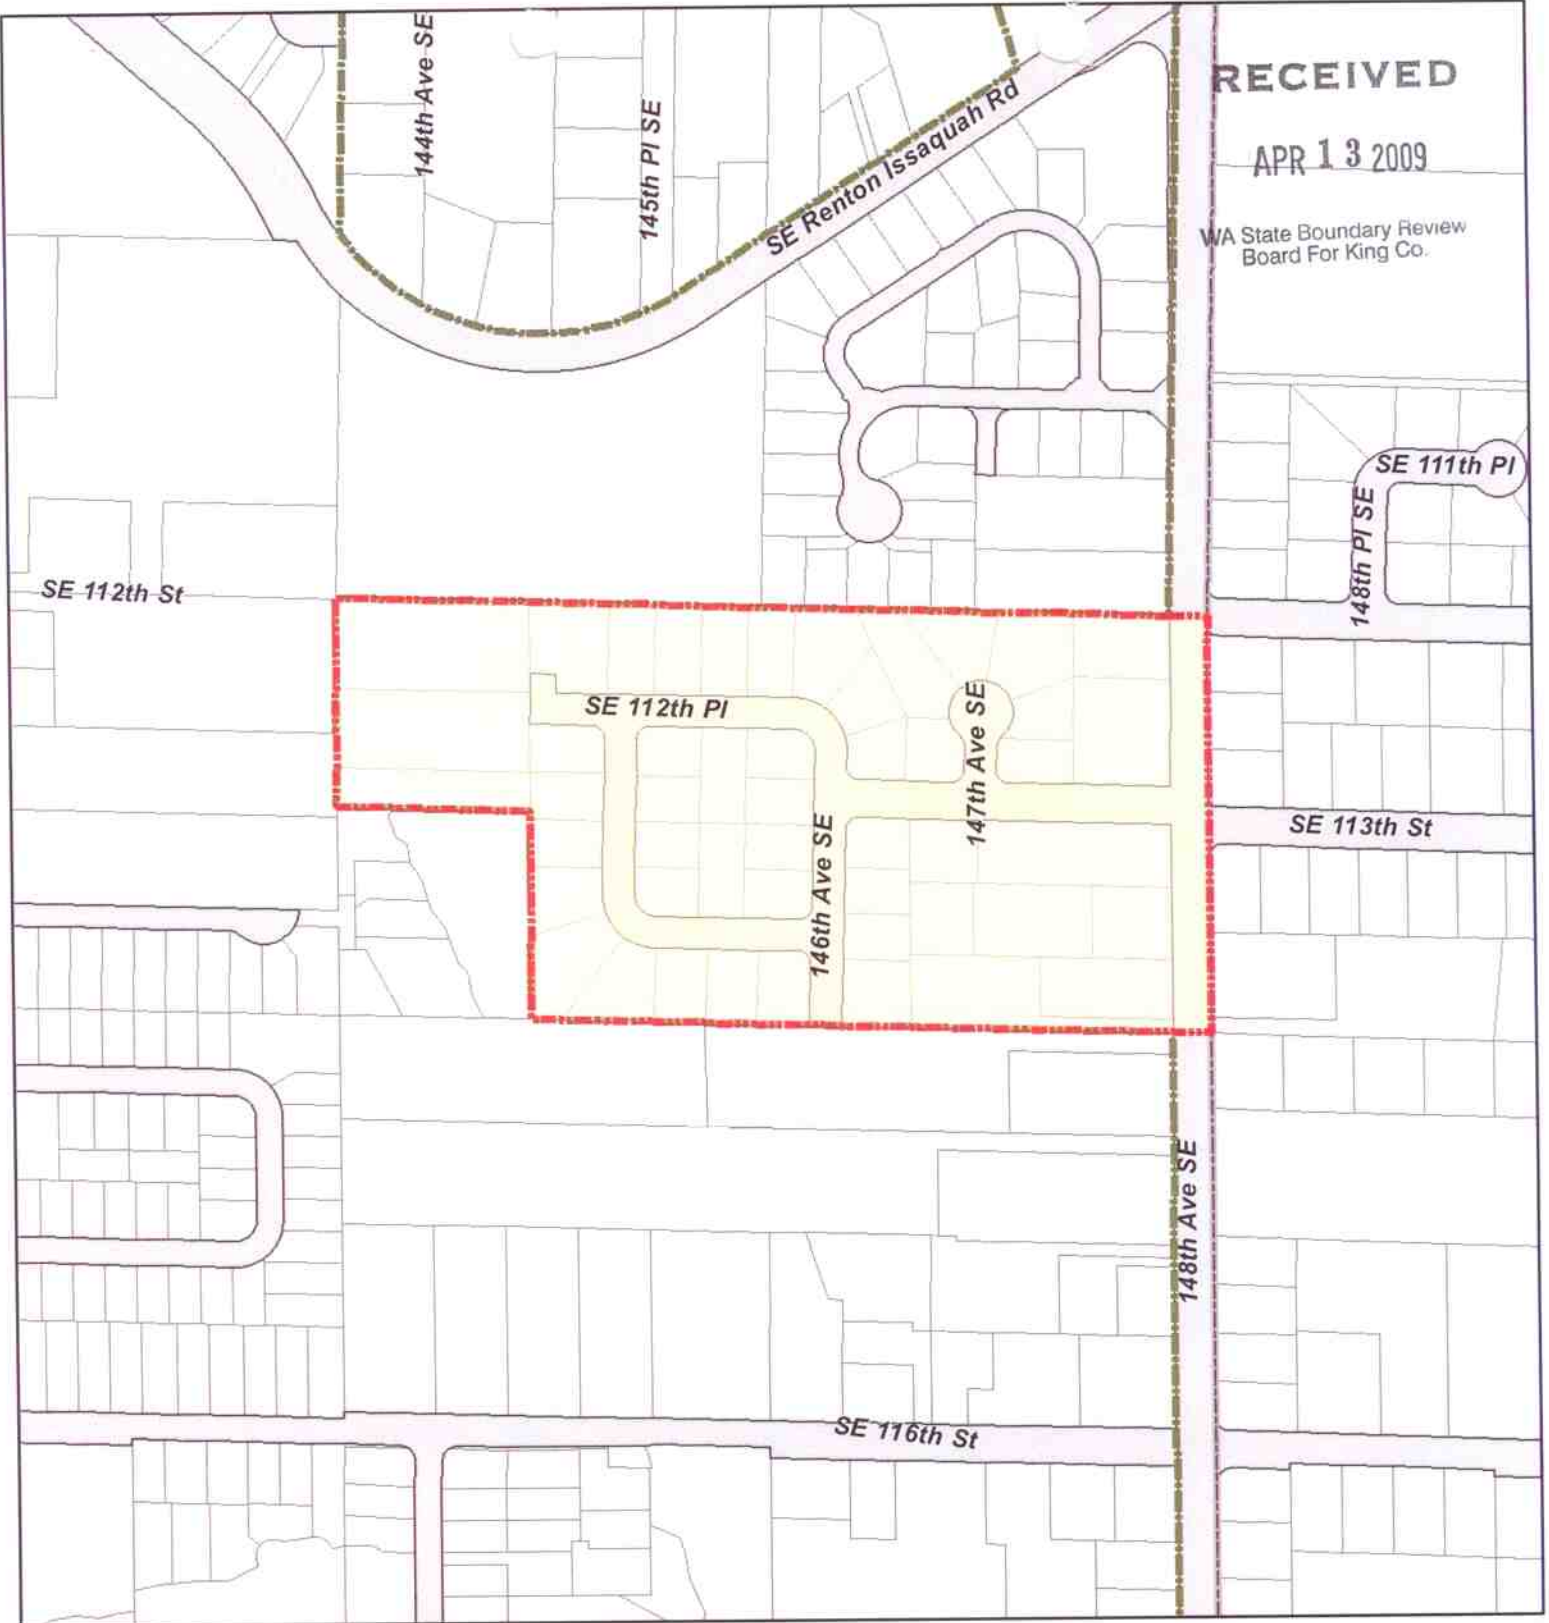 144th Ave SE
145th Pl SE
SE Renton Issaquah Rd
RECEIVED
APR 13 2009
WA State Boundary Review
Board For King Co.
SE 111th Pl
148th Pl SE
SE 112th St
SE 112th Pl
147th Ave SE
146th Ave SE
SE 113th St
148th Ave SE
SE 116th St